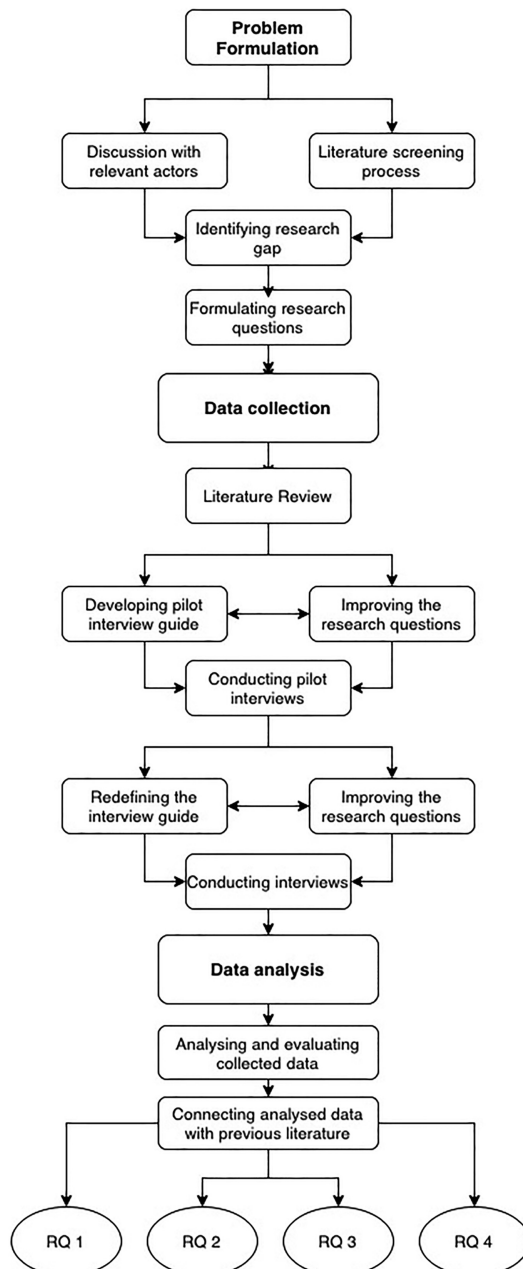 Problem
Formulation
Discussion with
relevant actors
Literature screening
process
Identifying research
gap
Formulating research
questions
Data collection
Literature Review
Developing pilot
interview guide
Improving the
research questions
Conducting pilot
interviews
Redefining the
interview guide
Improving the
research questions
Conducting interviews
Data analysis
Analysing and evaluating
collected data
Connecting analysed data
with previous literature
RQ 1
RQ 2
RQ 3
RQ 4